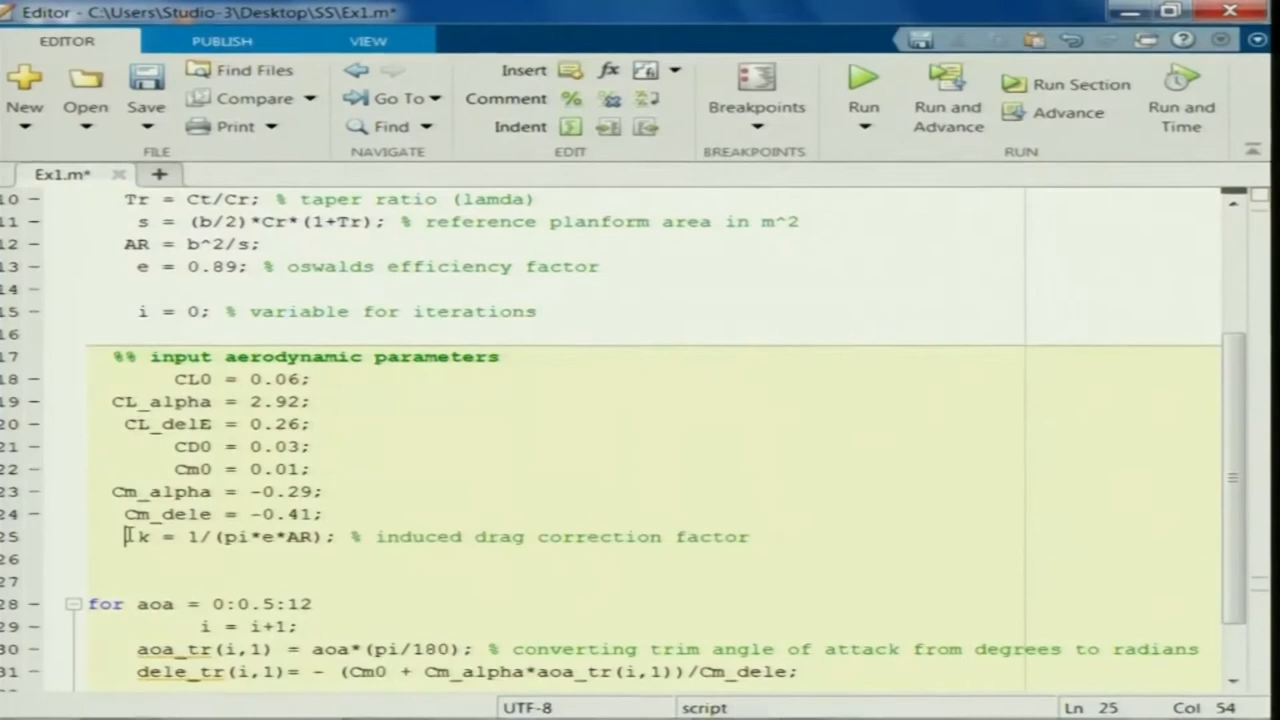 Editor - C:\Users\Studio-3\Desktop\SS\Ex1.m*
EDITOR PUBLISH VIEW
New Open Save Find Files Compare Print
Go To Find
Insert fx
Comment
Indent
Breakpoints
Run Run and Advance Run Section Advance Run and Time
FILE NAVIGATE EDIT BREAKPOINTS RUN
Ex1.m*
10 - Tr = Ct/Cr; % taper ratio (lamda)
11 - s = (b/2)*Cr*(1+Tr); % reference planform area in m^2
12 - AR = b^2/s;
13 - e = 0.89; % oswalds efficiency factor
14
15 - i = 0; % variable for iterations
16
17 %% input aerodynamic parameters
18 - CL0 = 0.06;
19 - CL_alpha = 2.92;
20 - CL_delE = 0.26;
21 - CD0 = 0.03;
22 - Cm0 = 0.01;
23 - Cm_alpha = -0.29;
24 - Cm_dele = -0.41;
25 - k = 1/(pi*e*AR); % induced drag correction factor
26
27
28 - for aoa = 0:0.5:12
29 - i = i+1;
30 - aoa_tr(i,1) = aoa*(pi/180); % converting trim angle of attack from degrees to radians
31 - dele_tr(i,1)= - (Cm0 + Cm_alpha*aoa_tr(i,1))/Cm_dele;
UTF-8 script Ln 25 Col 54